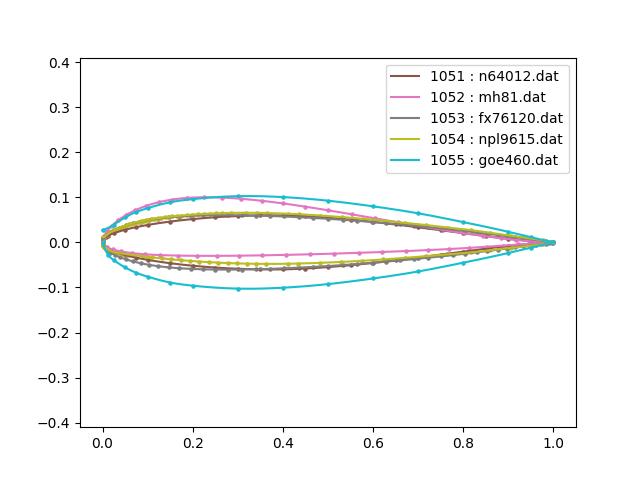 0.4
0.3
0.2
0.1
0.0
−0.1
−0.2
−0.3
−0.4
0.0 0.2 0.4 0.6 0.8 1.0
1051 : n64012.dat
1052 : mh81.dat
1053 : fx76120.dat
1054 : npl9615.dat
1055 : goe460.dat